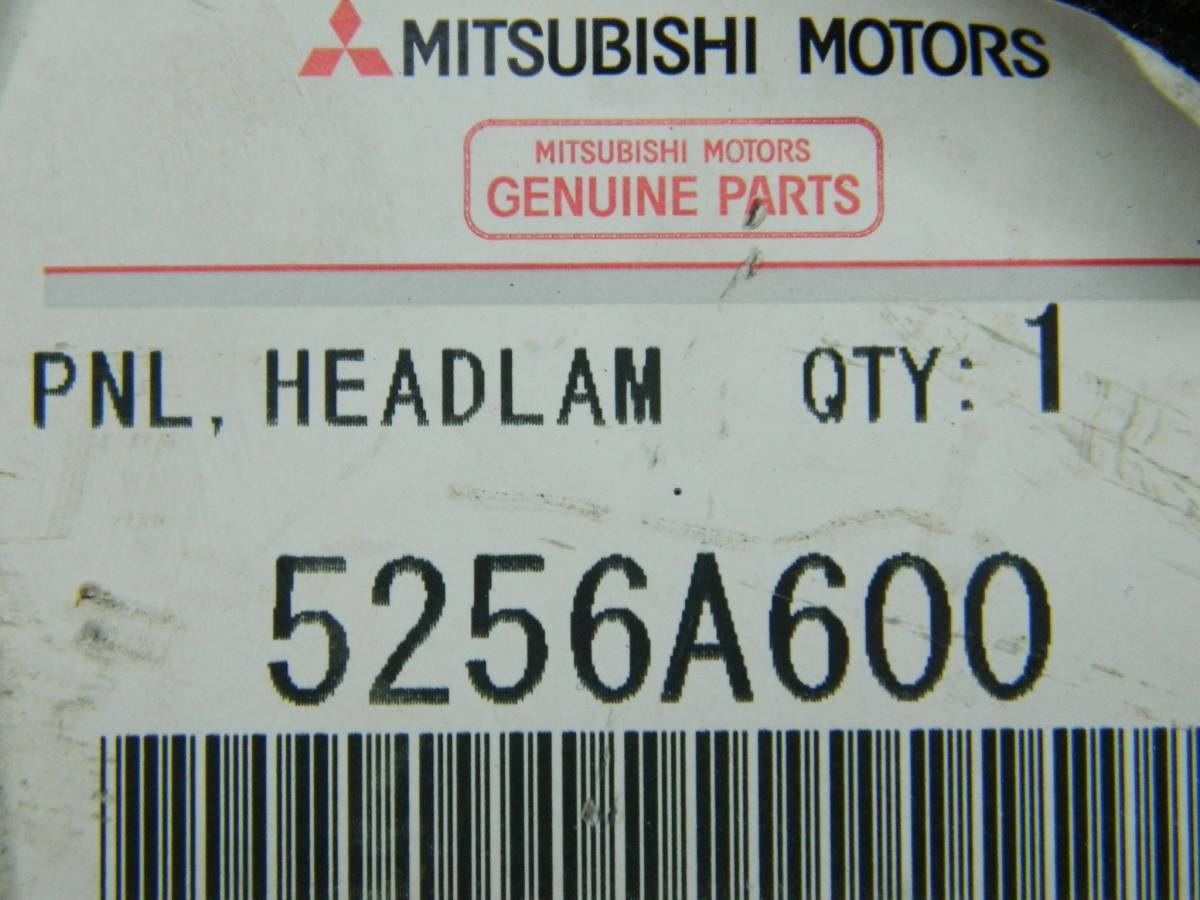 MITSUBISHI MOTORS
MITSUBISHI MOTORS
GENUINE PARTS
PNL, HEADLAM QTY: 1
5256A600